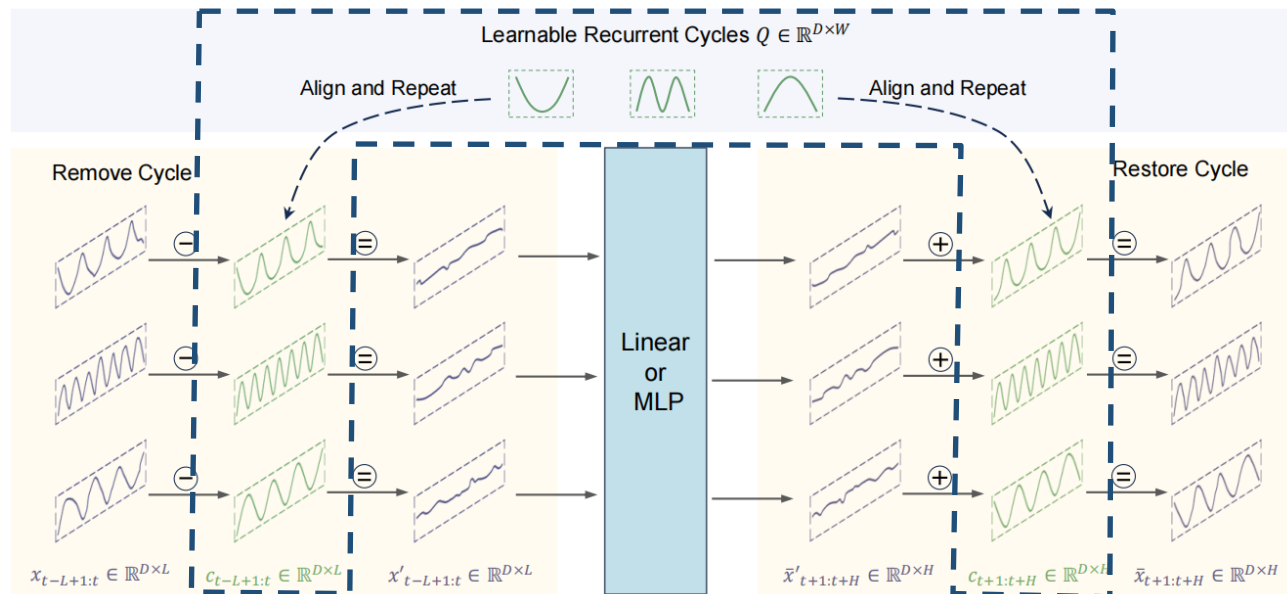 Learnable Recurrent Cycles Q ∈ ℝ^{D×W}
Align and Repeat
Align and Repeat
Remove Cycle
Restore Cycle
− = + =
− = + =
− = + =
Linear
or
MLP
x_{t−L+1:t} ∈ ℝ^{D×L}
c_{t−L+1:t} ∈ ℝ^{D×L}
x′_{t−L+1:t} ∈ ℝ^{D×L}
x̄′_{t+1:t+H} ∈ ℝ^{D×H}
c_{t+1:t+H} ∈ ℝ^{D×H}
x̄_{t+1:t+H} ∈ ℝ^{D×H}